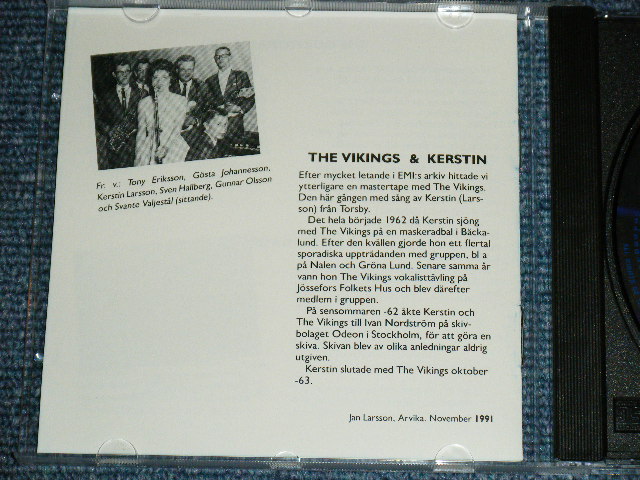 Fr. v.: Tony Eriksson, Gösta Johannesson,
Kerstin Larsson, Sven Hallberg, Gunnar Olsson
och Svante Valjestål (sittande).
THE VIKINGS & KERSTIN
Efter mycket letande i EMI:s arkiv hittade vi
ytterligare en mastertape med The Vikings.
Den här gången med sång av Kerstin (Lars-
son) från Torsby.
Det hela började 1962 då Kerstin sjöng
med The Vikings på en maskeradbal i Bäcka-
lund. Efter den kvällen gjorde hon ett flertal
sporadiska uppträdanden med gruppen, bl a
på Nalen och Gröna Lund. Senare samma år
vann hon The Vikings vokalisttävling på
Jössefors Folkets Hus och blev därefter
medlem i gruppen.
På sensommaren -62 åkte Kerstin och
The Vikings till Ivan Nordström på skiv-
bolaget Odeon i Stockholm, för att göra en
skiva. Skivan blev av olika anledningar aldrig
utgiven.
Kerstin slutade med The Vikings oktober
-63.
Jan Larsson, Arvika. November 1991